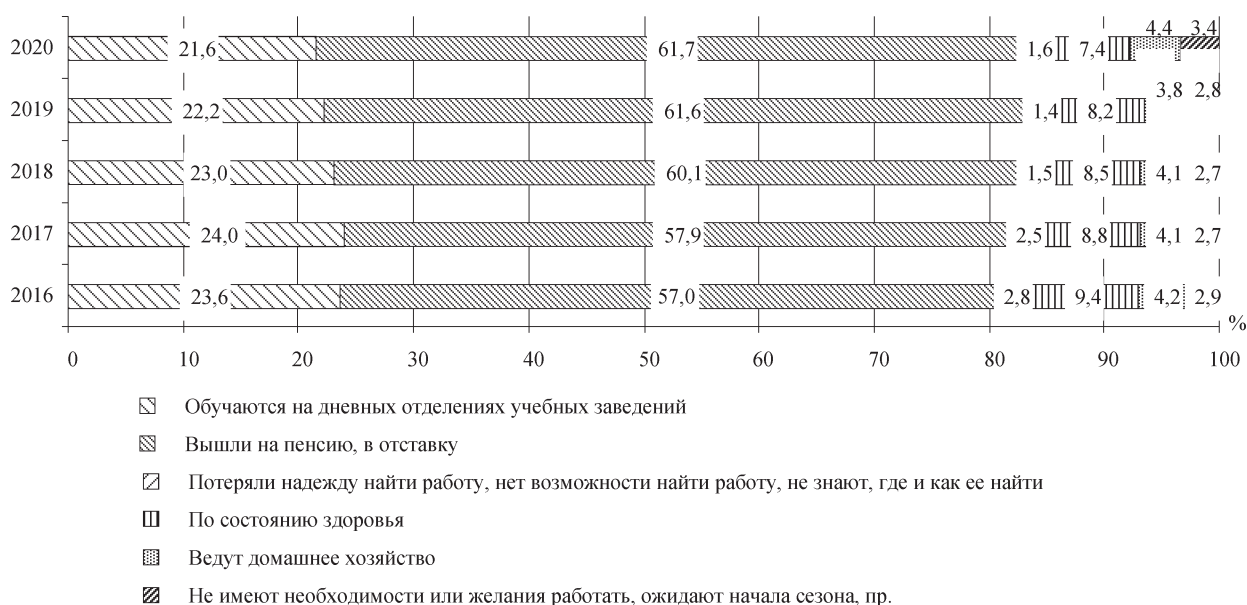 4,4 3,4
2020 21,6 61,7 1,6 7,4
3,8 2,8
2019 22,2 61,6 1,4 8,2
2018 23,0 60,1 1,5 8,5 4,1 2,7
2017 24,0 57,9 2,5 8,8 4,1 2,7
2016 23,6 57,0 2,8 9,4 4,2 2,9
%
0 10 20 30 40 50 60 70 80 90 100
Обучаются на дневных отделениях учебных заведений
Вышли на пенсию, в отставку
Потеряли надежду найти работу, нет возможности найти работу, не знают, где и как ее найти
По состоянию здоровья
Ведут домашнее хозяйство
Не имеют необходимости или желания работать, ожидают начала сезона, пр.